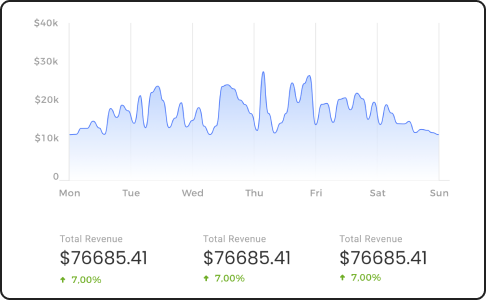 $40k
$30k
$20k
$10k
0
Mon Tue Wed Thu Fri Sat Sun
Total Revenue Total Revenue Total Revenue
$76685.41 $76685.41 $76685.41
7,00% 7,00% 7,00%